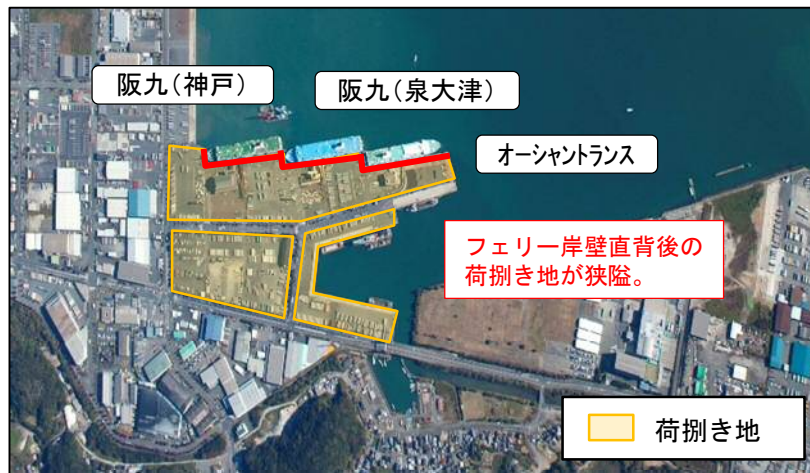 阪九（神戸）
阪九（泉大津）
オーシャントランス
フェリー岸壁直背後の
荷捌き地が狭隘。
荷捌き地